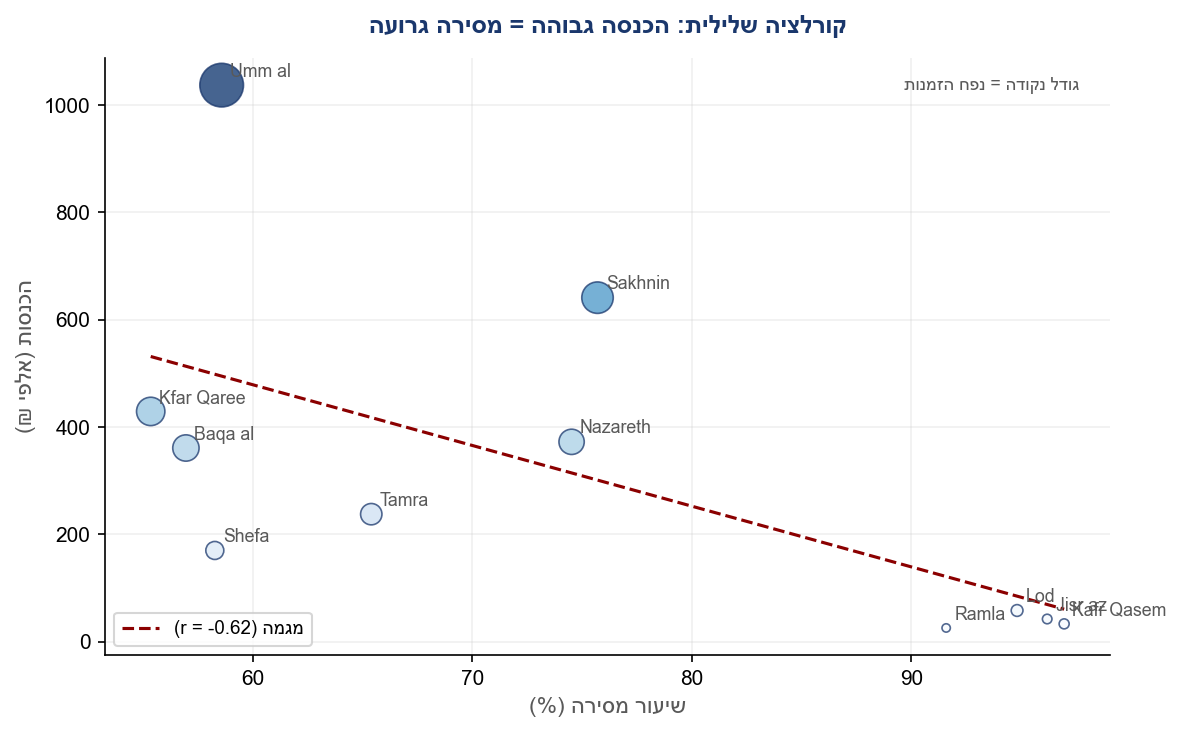 קורלציה שלילית: הכנסה גבוהה = מסירה גרועה
גודל נקודה = נפח הזמנות
Umm al
1000
800
Sakhnin
600
Kfar Qaree
Baqa al
Nazareth
400
Tamra
Shefa
200
Lod
Jisr az
Kafr Qasem
Ramla
0
מגמה (r = -0.62)
60
70
80
90
שיעור מסירה (%)
הכנסות (אלפי ₪)